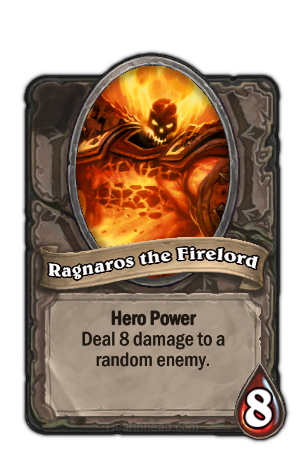 Ragnaros the Firelord
Hero Power
Deal 8 damage to a
random enemy.
8